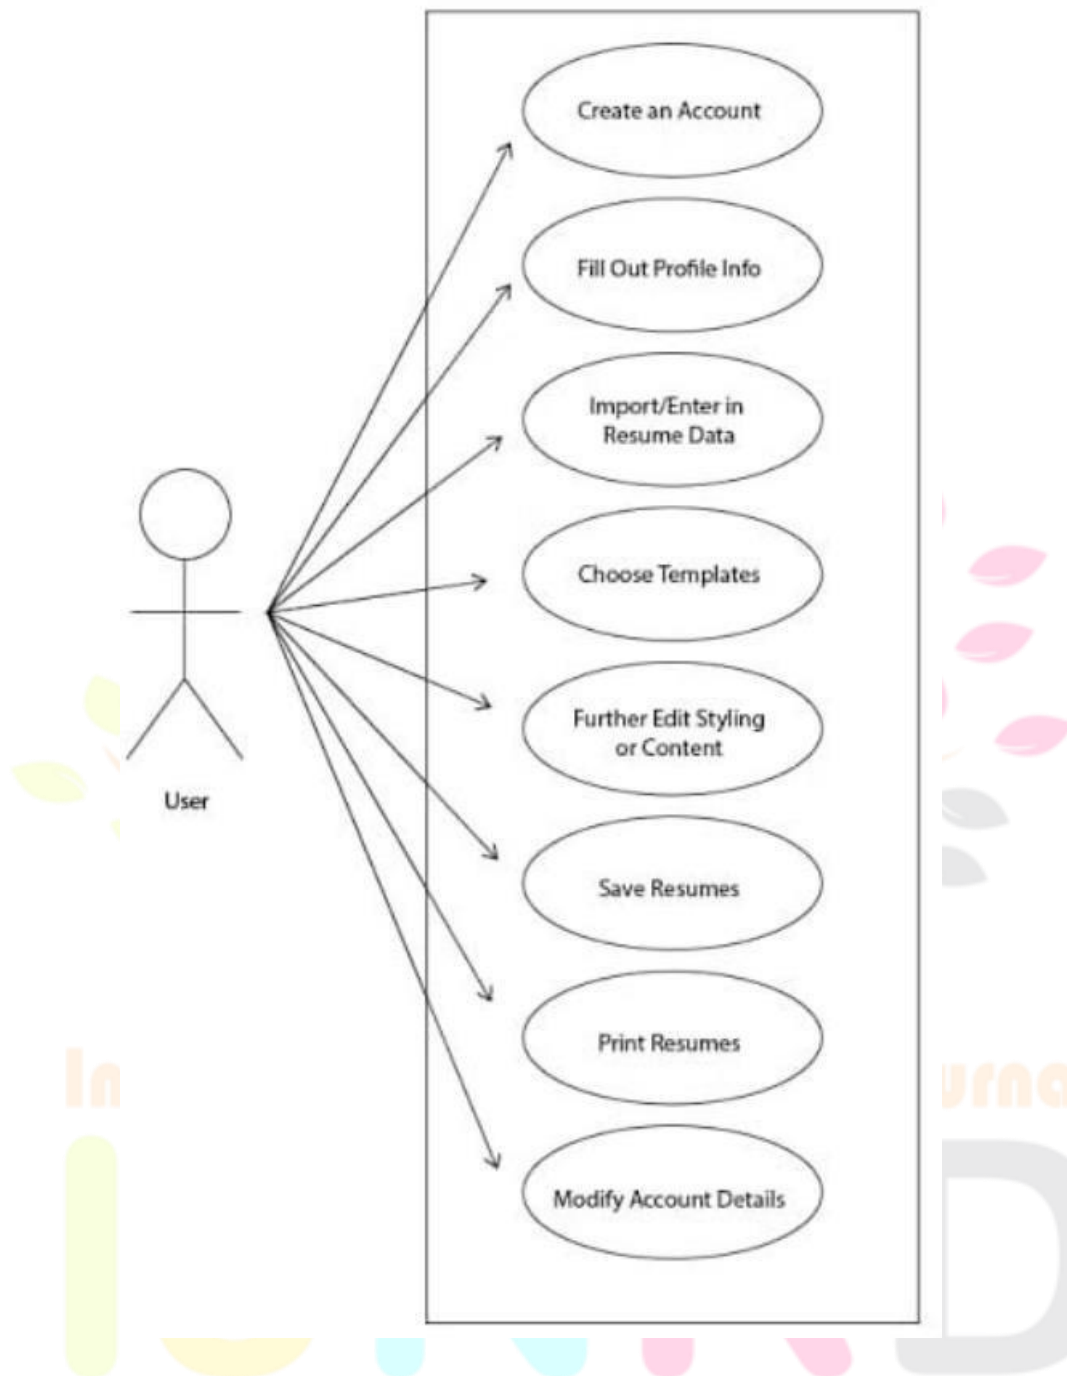 Create an Account
Fill Out Profile Info
Import/Enter in
Resume Data
Choose Templates
Further Edit Styling
or Content
User
Save Resumes
Print Resumes
Modify Account Details